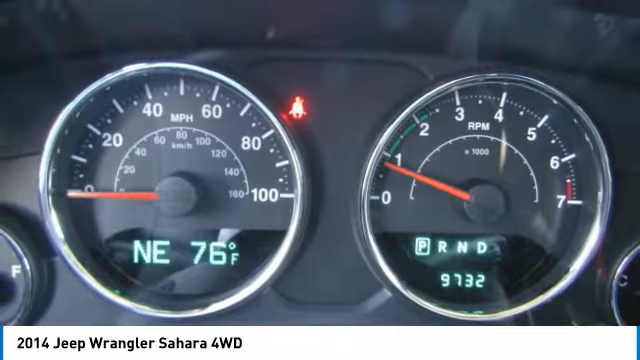 0 20 40 60 80 100
MPH
20 40 60 80 100 120 140 160
km/h
NE 76°F
0 1 2 3 4 5 6 7
RPM
x 1000
P R N D
9732
F
C
2014 Jeep Wrangler Sahara 4WD